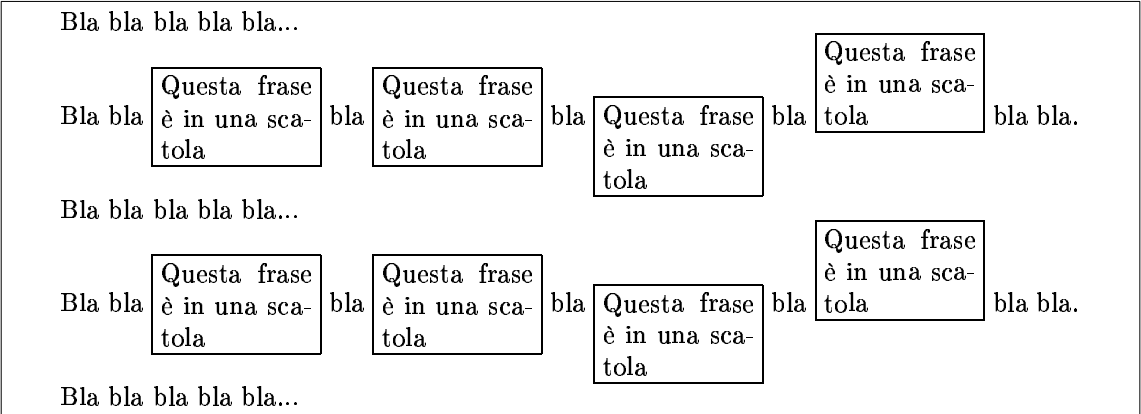 Bla bla bla bla bla...
Questa frase
è in una sca-
tola
Bla bla
Questa frase
è in una sca-
tola
bla
Questa frase
è in una sca-
tola
bla
Questa frase
è in una sca-
tola
bla
bla bla.
Bla bla bla bla bla...
Questa frase
è in una sca-
tola
Bla bla
Questa frase
è in una sca-
tola
bla
Questa frase
è in una sca-
tola
bla
Questa frase
è in una sca-
tola
bla
bla bla.
Bla bla bla bla bla...